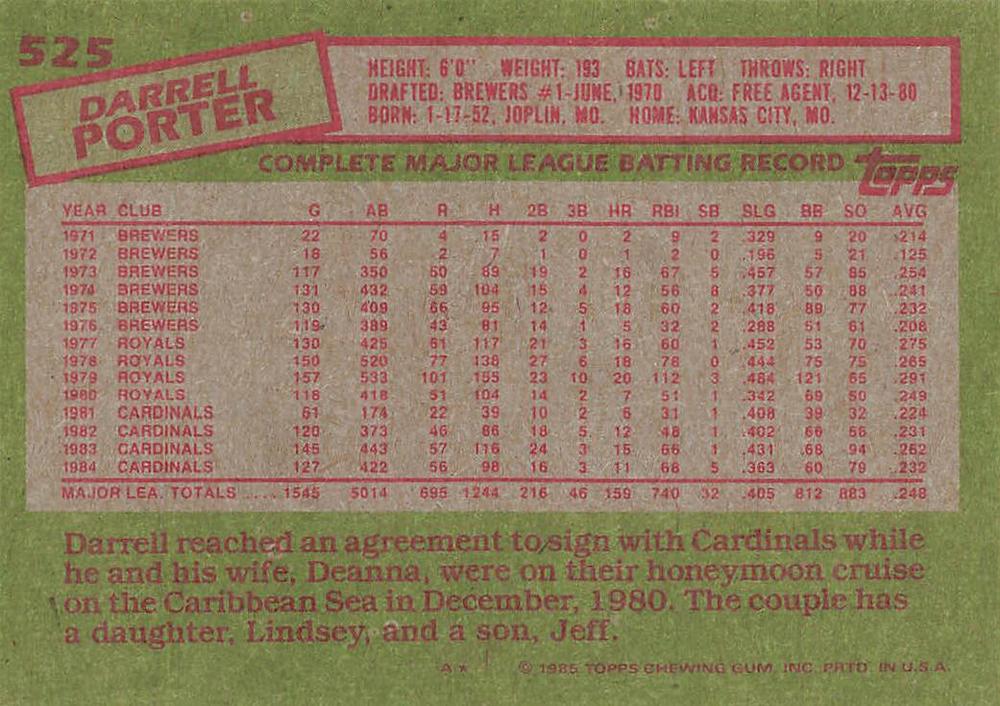 525
DARRELL
PORTER
HEIGHT: 6'0" WEIGHT: 193 BATS: LEFT THROWS: RIGHT
DRAFTED: BREWERS #1-JUNE, 1970 ACQ: FREE AGENT, 12-13-80
BORN: 1-17-52, JOPLIN, MO. HOME: KANSAS CITY, MO.
COMPLETE MAJOR LEAGUE BATTING RECORD topps
YEAR CLUB G AB R H 2B 3B HR RBI SB SLG BB SO AVG
1971 BREWERS 22 70 4 15 2 0 2 9 2 .329 9 20 .214
1972 BREWERS 18 56 2 7 1 0 1 2 0 .196 5 21 .125
1973 BREWERS 117 350 50 89 19 2 16 67 5 .457 57 85 .254
1974 BREWERS 131 432 59 104 15 4 12 56 8 .377 50 88 .241
1975 BREWERS 130 409 66 95 12 5 18 60 2 .418 89 77 .232
1976 BREWERS 119 389 43 81 14 1 5 32 2 .288 51 61 .208
1977 ROYALS 130 425 61 117 21 3 16 60 1 .452 53 70 .275
1978 ROYALS 150 520 77 138 27 6 18 78 0 .444 75 75 .265
1979 ROYALS 157 533 101 155 23 10 20 112 3 .484 121 65 .291
1980 ROYALS 118 418 51 104 14 2 7 51 1 .342 69 50 .249
1981 CARDINALS 61 174 22 39 10 2 6 31 1 .408 39 32 .224
1982 CARDINALS 120 373 46 86 18 5 12 48 1 .402 66 66 .231
1983 CARDINALS 145 443 57 116 24 3 15 66 1 .431 68 94 .262
1984 CARDINALS 127 422 56 98 16 3 11 68 5 .363 60 79 .232
MAJOR LEA. TOTALS .... 1545 5014 695 1244 216 46 159 740 32 .405 812 883 .248
Darrell reached an agreement to sign with Cardinals while
he and his wife, Deanna, were on their honeymoon cruise
on the Caribbean Sea in December, 1980. The couple has
a daughter, Lindsey, and a son, Jeff.
A* © 1985 TOPPS CHEWING GUM, INC. PRTD. IN U.S.A.